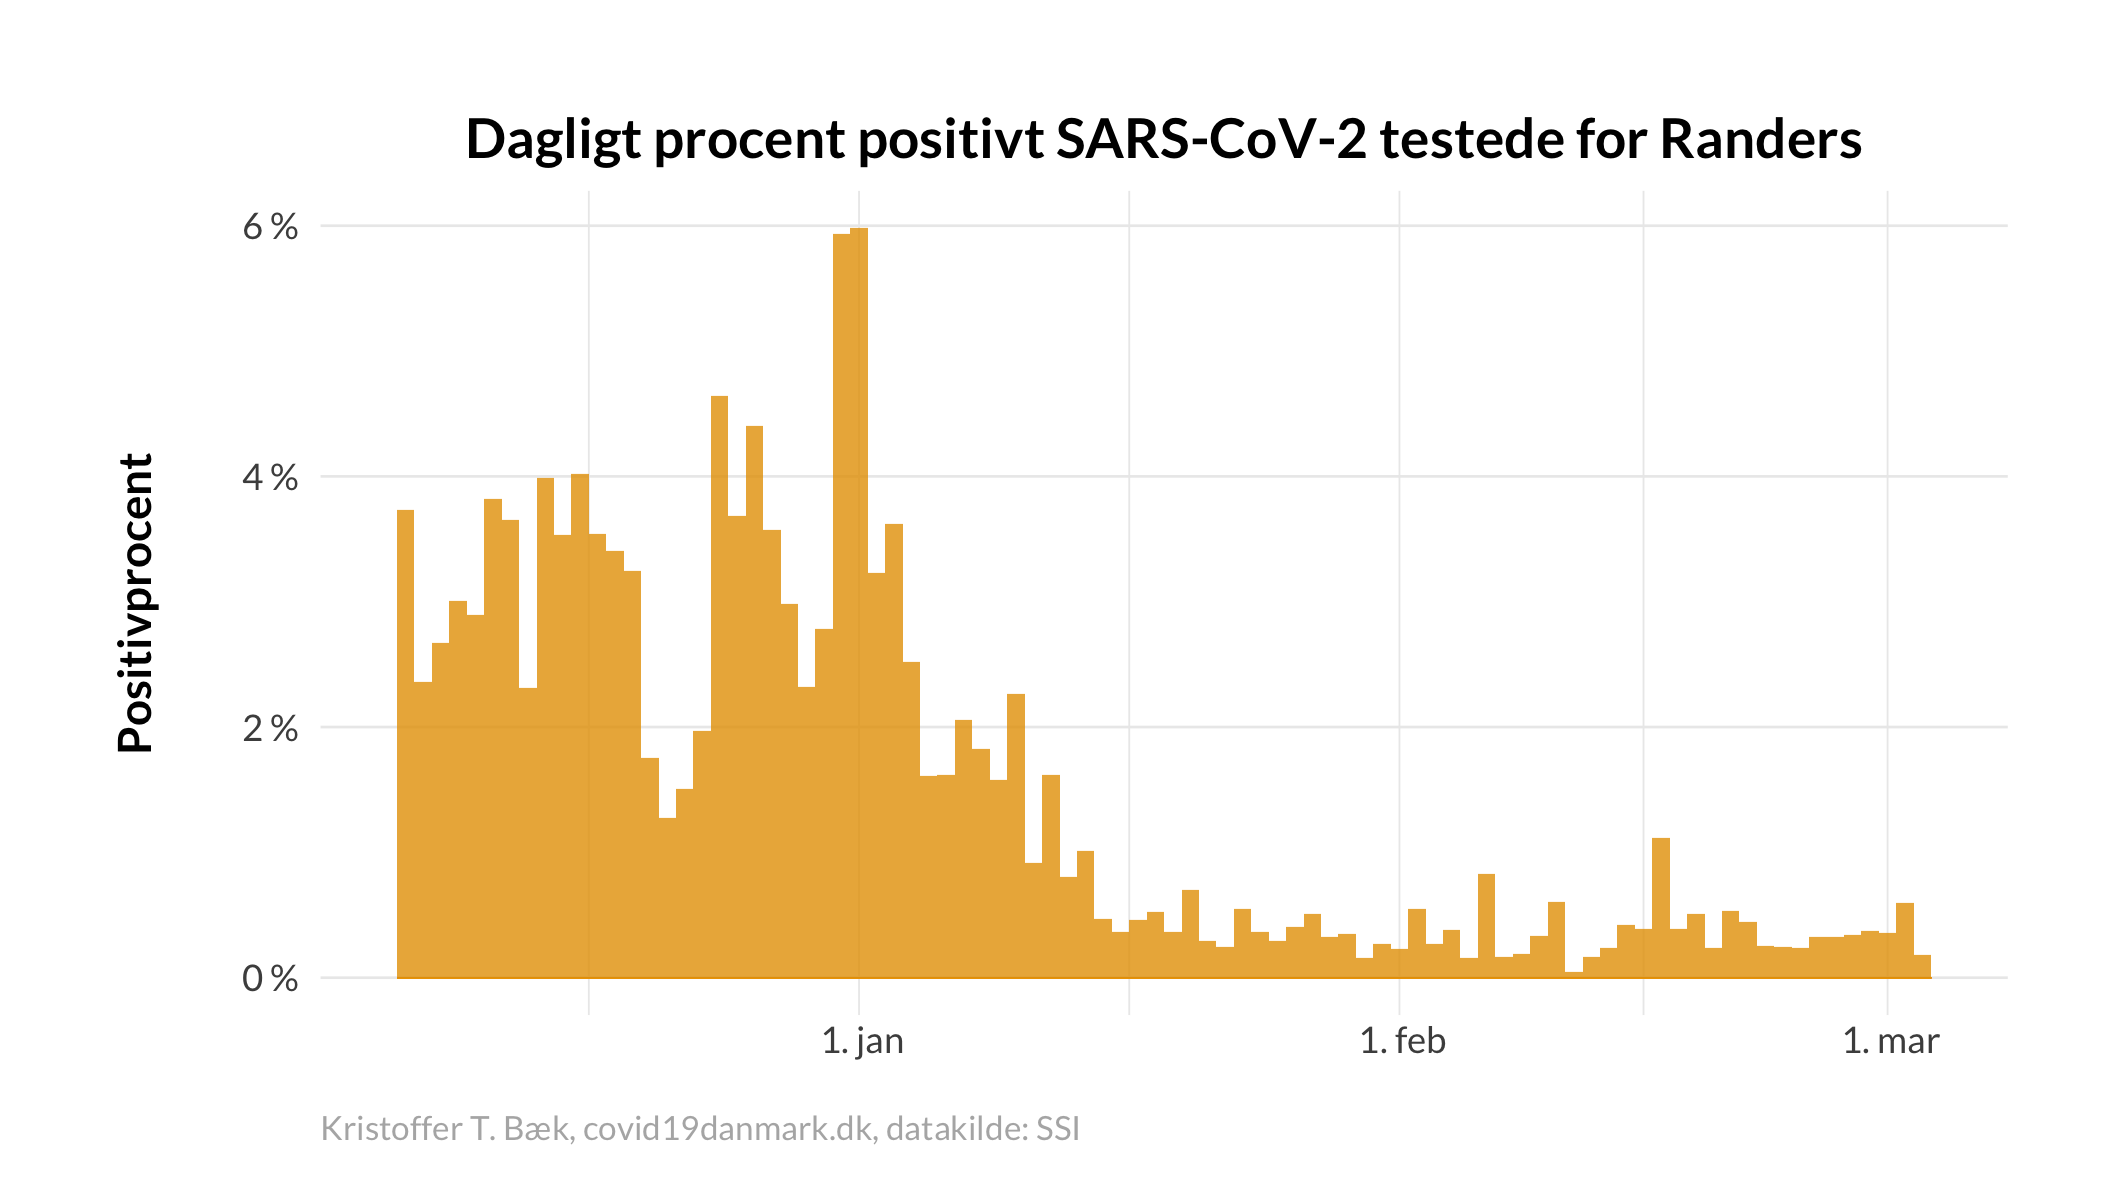 Dagligt procent positivt SARS-CoV-2 testede for Randers
Positivprocent
6 %
4 %
2 %
0 %
1. jan
1. feb
1. mar
Kristoffer T. Bæk, covid19danmark.dk, datakilde: SSI